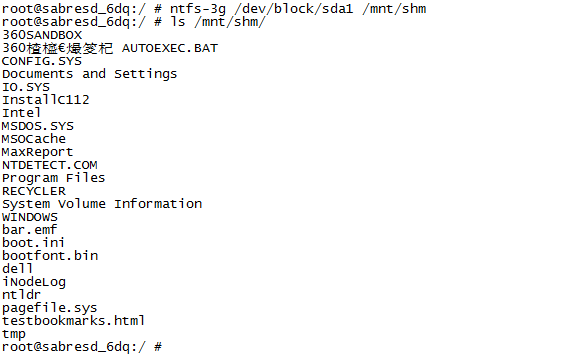 root@sabresd_6dq:/ # ntfs-3g /dev/block/sda1 /mnt/shm
root@sabresd_6dq:/ # ls /mnt/shm/
360SANDBOX
360楂樼€熶笅杞 AUTOEXEC.BAT
CONFIG.SYS
Documents and Settings
IO.SYS
InstallC112
Intel
MSDOS.SYS
MSOCache
MaxReport
NTDETECT.COM
Program Files
RECYCLER
System Volume Information
WINDOWS
bar.emf
boot.ini
bootfont.bin
dell
iNodeLog
ntldr
pagefile.sys
testbookmarks.html
tmp
root@sabresd_6dq:/ #